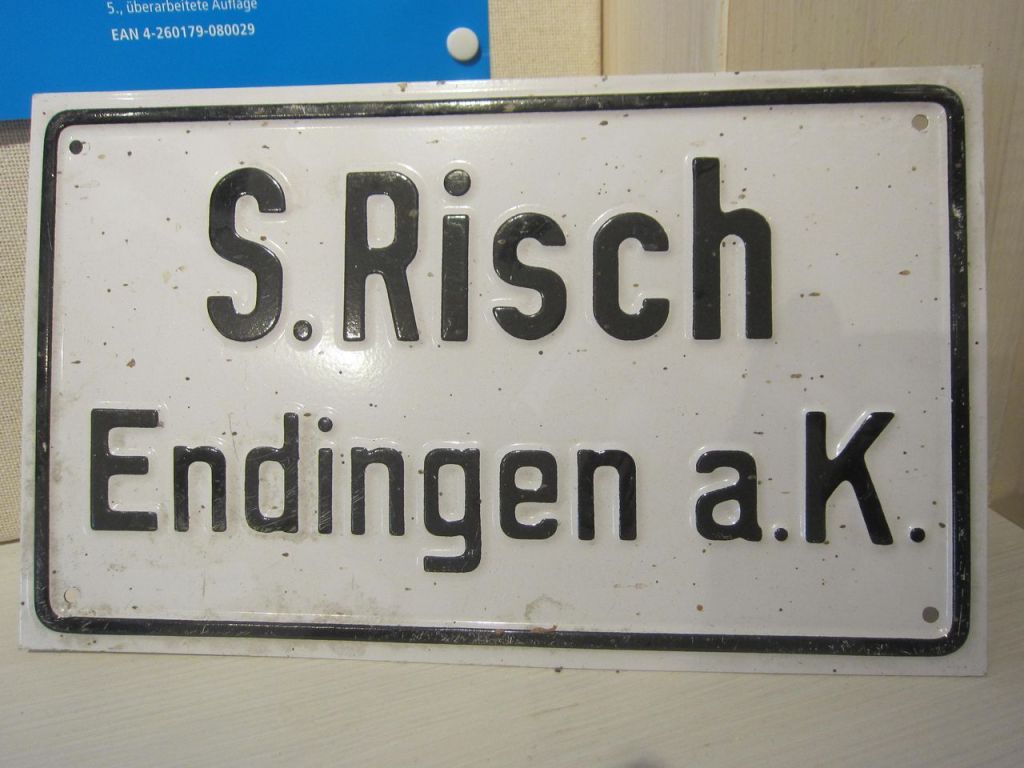 5., überarbeitete Auflage
EAN 4-260179-080029
S.Risch
Endingen a.K.